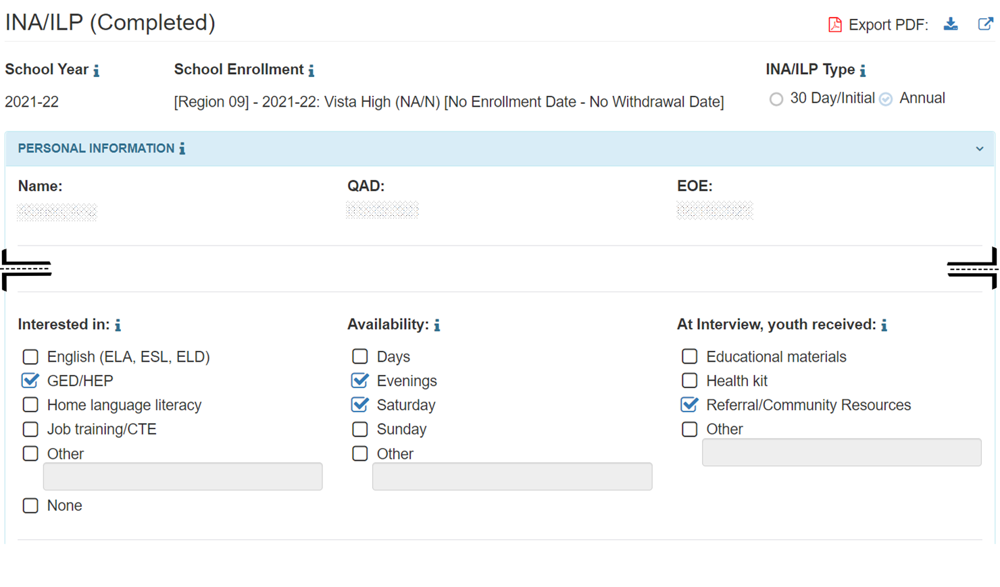 INA/ILP (Completed)
Export PDF:
School Year
School Enrollment
INA/ILP Type
2021-22
[Region 09] - 2021-22: Vista High (NA/N) [No Enrollment Date - No Withdrawal Date]
30 Day/Initial
Annual
PERSONAL INFORMATION
Name:
QAD:
EOE:
Interested in:
English (ELA, ESL, ELD)
GED/HEP
Home language literacy
Job training/CTE
Other
None
Availability:
Days
Evenings
Saturday
Sunday
Other
At Interview, youth received:
Educational materials
Health kit
Referral/Community Resources
Other